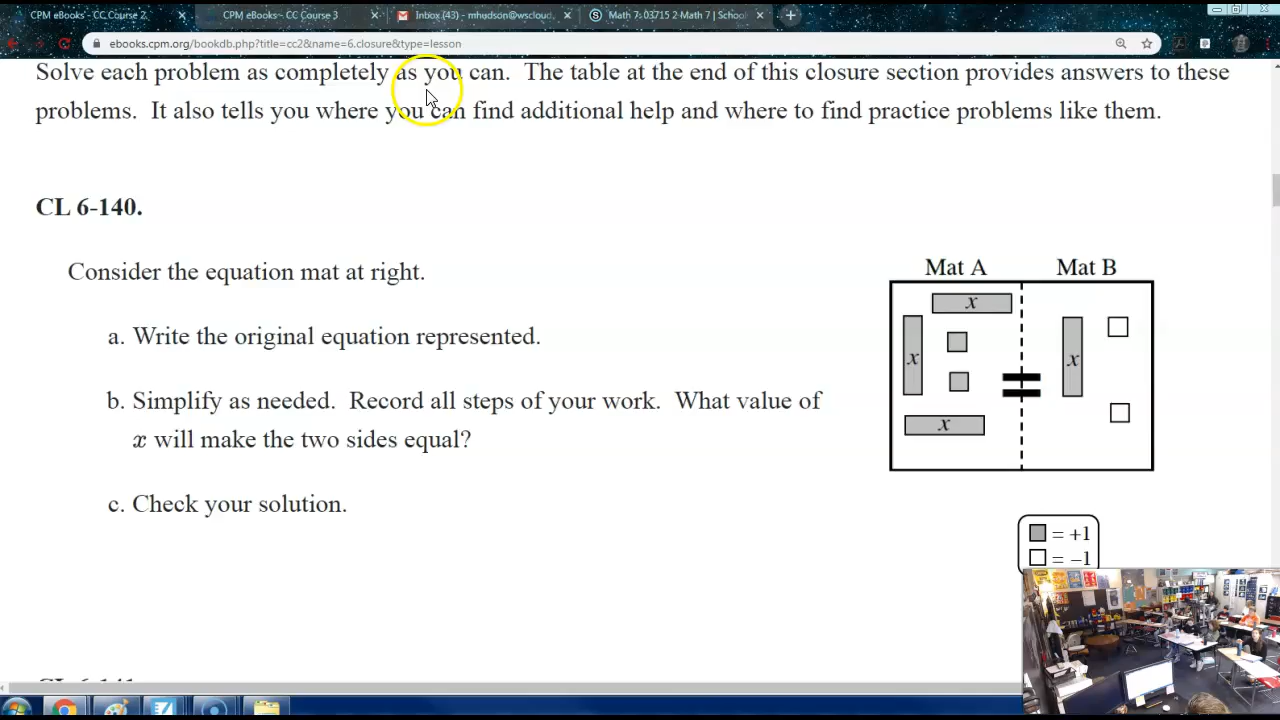 CPM eBooks - CC Course 2
CPM eBooks - CC Course 3
Inbox (43) - mhudson@wscloud.
Math 7: 03715 2-Math 7 | School
ebooks.cpm.org/bookdb.php?title=cc2&name=6.closure&type=lesson
Solve each problem as completely as you can. The table at the end of this closure section provides answers to these
problems. It also tells you where you can find additional help and where to find practice problems like them.
CL 6-140.
Consider the equation mat at right.
a. Write the original equation represented.
b. Simplify as needed. Record all steps of your work. What value of
x will make the two sides equal?
c. Check your solution.
Mat A Mat B
x
x
x
x
= +1
= −1
CL 6-141.